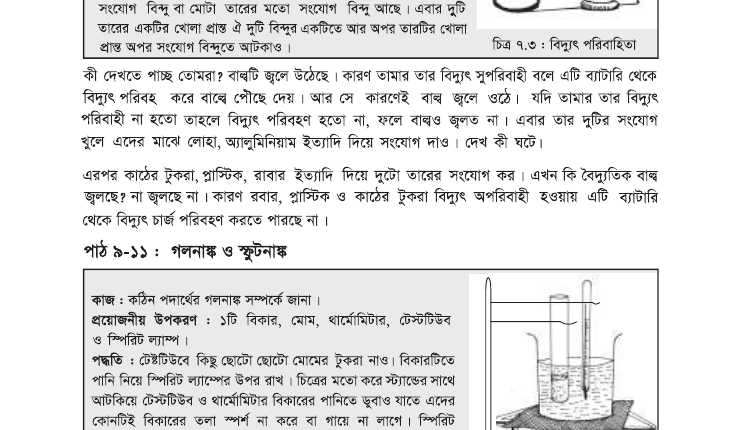 সংযোগ বিন্দু বা মোটা তারের মতো সংযোগ বিন্দু আছে। এবার দুটি
তারের একটির খোলা প্রান্ত ঐ দুটি বিন্দুর একটিতে আর অপর তারটির খোলা
প্রান্ত অপর সংযোগ বিন্দুতে আটকাও।
চিত্র ৭.৩ : বিদ্যুৎ পরিবাহিতা
কী দেখতে পাচ্ছ তোমরা? বাল্বটি জ্বলে উঠেছে। কারণ তামার তার বিদ্যুৎ সুপরিবাহী বলে এটি ব্যাটারি থেকে
বিদ্যুৎ পরিবহ করে বাল্বে পৌছে দেয়। আর সে কারণেই বাল্ব জ্বলে ওঠে। যদি তামার তার বিদ্যুৎ
পরিবাহী না হতো তাহলে বিদ্যুৎ পরিবহণ হতো না, ফলে বাল্বও জ্বলত না। এবার তার দুটির সংযোগ
খুলে এদের মাঝে লোহা, অ্যালুমিনিয়াম ইত্যাদি দিয়ে সংযোগ দাও। দেখ কী ঘটে।
এরপর কাঠের টুকরা, প্লাস্টিক, রাবার ইত্যাদি দিয়ে দুটো তারের সংযোগ কর। এখন কি বৈদ্যুতিক বাল্ব
জ্বলছে? না জ্বলছে না। কারণ রবার, প্লাস্টিক ও কাঠের টুকরা বিদ্যুৎ অপরিবাহী হওয়ায় এটি ব্যাটারি
থেকে বিদ্যুৎ চার্জ পরিবহণ করতে পারছে না।
পাঠ ৯-১১ : গলনাঙ্ক ও স্ফুটনাঙ্ক
কাজ : কঠিন পদার্থের গলনাঙ্ক সম্পর্কে জানা।
প্রয়োজনীয় উপকরণ : ১টি বিকার, মোম, থার্মোমিটার, টেস্টটিউব
ও স্পিরিট ল্যাম্প।
পদ্ধতি : টেষ্টটিউবে কিছু ছোটো ছোটো মোমের টুকরা নাও। বিকারটিতে
পানি নিয়ে স্পিরিট ল্যাম্পের উপর রাখ। চিত্রের মতো করে স্ট্যান্ডের সাথে
আটকিয়ে টেস্টটিউব ও থার্মোমিটার বিকারের পানিতে ডুবাও যাতে এদের
কোনটিই বিকারের তলা স্পর্শ না করে বা গায়ে না লাগে। স্পিরিট